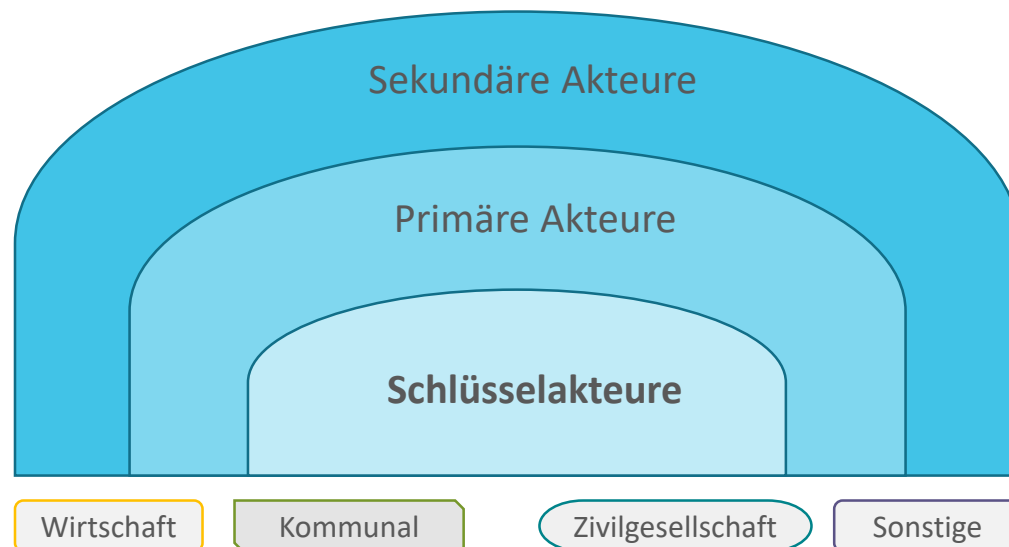 Sekundäre Akteure
Primäre Akteure
Schlüsselakteure
Wirtschaft
Kommunal
Zivilgesellschaft
Sonstige